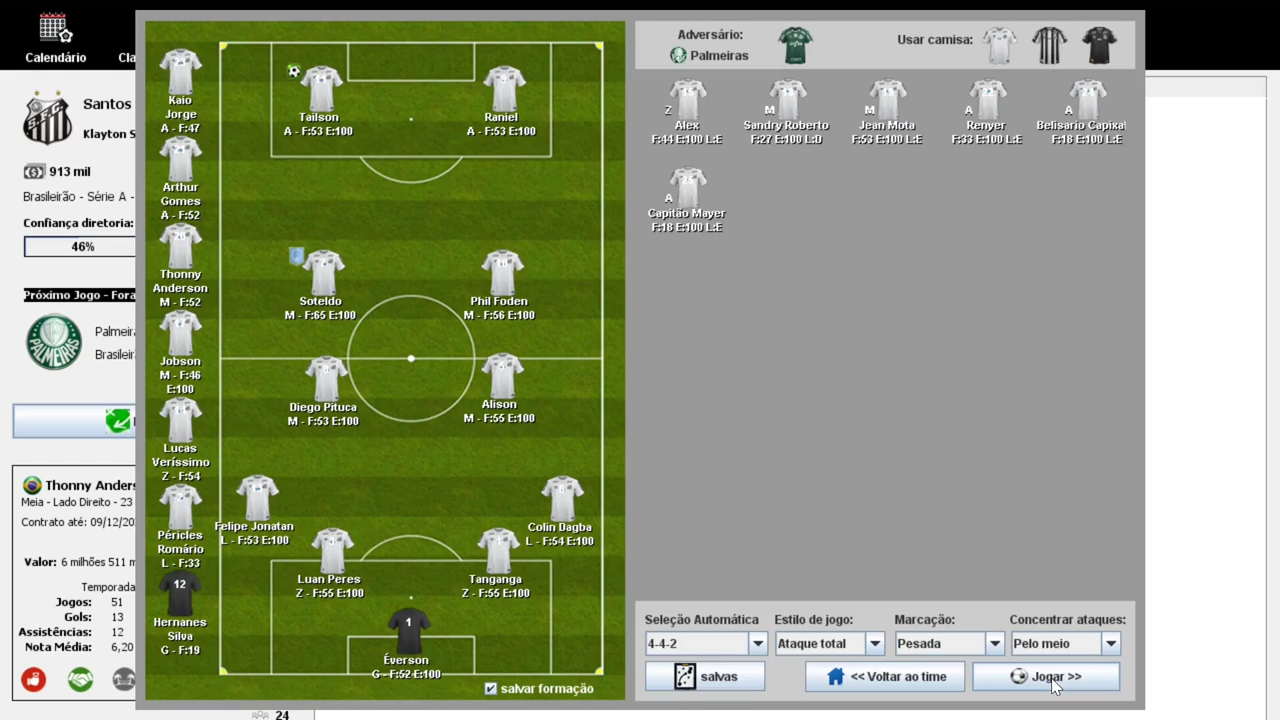 Calendário
Cla
Santos
Klayton S
913 mil
Brasileirão - Série A -
Confiança diretoria:
46%
Próximo Jogo - Fora
Palmeira
Brasileira
Thonny Anders
Meia - Lado Direito - 23
Contrato até: 09/12/20
Valor: 6 milhões 511 m
Temporada
Jogos: 51
Gols: 13
Assistências: 12
Nota Média: 6,20
24
Kaio
Jorge
A - F:47
Arthur
Gomes
A - F:52
Thonny
Anderson
M - F:52
Jobson
M - F:46
E:100
Lucas
Veríssimo
Z - F:54
Péricles
Romário
L - F:33
12
Hernanes
Silva
G - F:19
Tailson
A - F:53 E:100
Raniel
A - F:53 E:100
Soteldo
M - F:65 E:100
Phil Foden
M - F:56 E:100
Diego Pituca
M - F:53 E:100
Alison
M - F:55 E:100
Felipe Jonatan
L - F:53 E:100
Colin Dagba
L - F:54 E:100
Luan Peres
Z - F:55 E:100
Tanganga
Z - F:55 E:100
1
Éverson
G - F:52 E:100
salvar formação
Adversário:
Palmeiras
Usar camisa:
Z
Alex
F:44 E:100 L:E
M
Sandry Roberto
F:27 E:100 L:D
M
Jean Mota
F:53 E:100 L:E
A
Renyer
F:33 E:100 L:E
A
Belisario Capixal
F:18 E:100 L:E
A
25
Capitão Mayer
F:18 E:100 L:E
Seleção Automática
4-4-2
Estilo de jogo:
Ataque total
Marcação:
Pesada
Concentrar ataques:
Pelo meio
salvas
<< Voltar ao time
Jogar >>